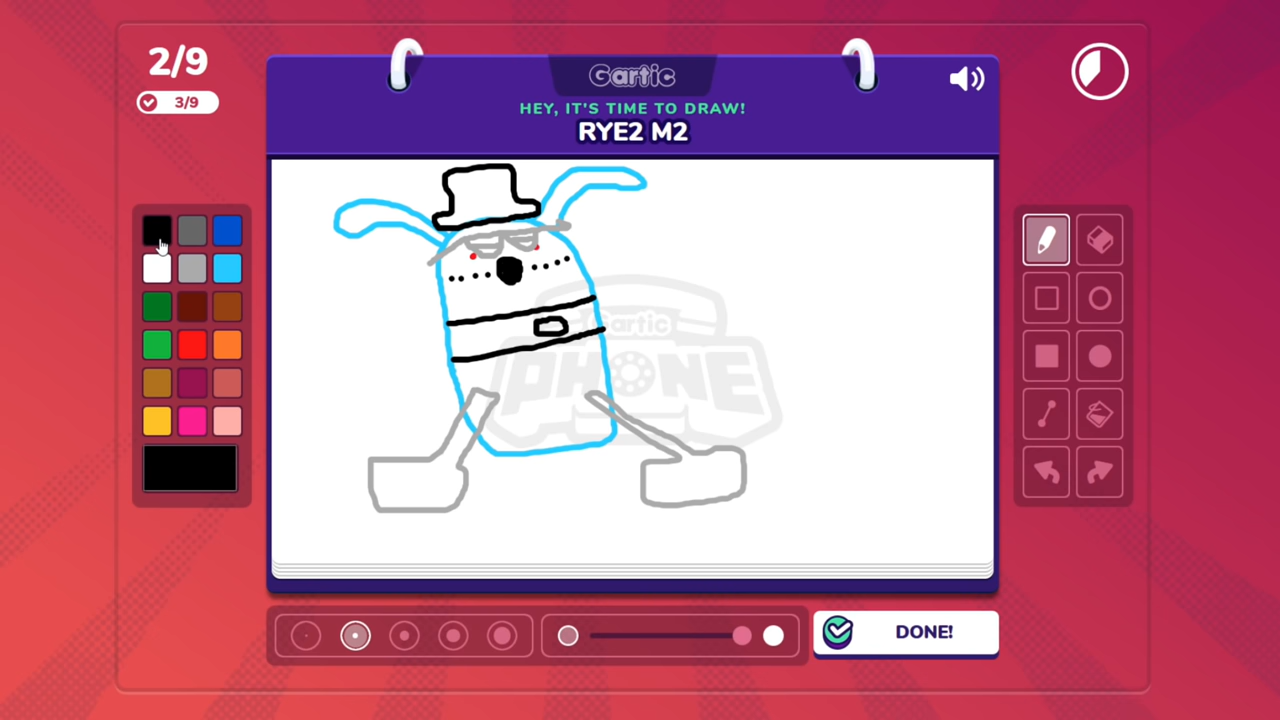 2/9
3/9
Gartic
HEY, IT'S TIME TO DRAW!
RYE2 M2
Gartic
PHONE
DONE!